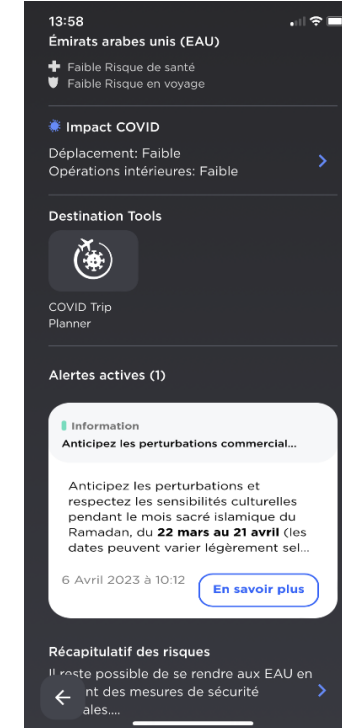 13:58
Émirats arabes unis (EAU)
Faible Risque de santé
Faible Risque en voyage
Impact COVID
Déplacement: Faible
Opérations intérieures: Faible
Destination Tools
COVID Trip
Planner
Alertes actives (1)
Information
Anticipez les perturbations commercial...
Anticipez les perturbations et
respectez les sensibilités culturelles
pendant le mois sacré islamique du
Ramadan, du 22 mars au 21 avril (les
dates peuvent varier légèrement sel...
6 Avril 2023 à 10:12
En savoir plus
Récapitulatif des risques
Il reste possible de se rendre aux EAU en
nt des mesures de sécurité
ales....